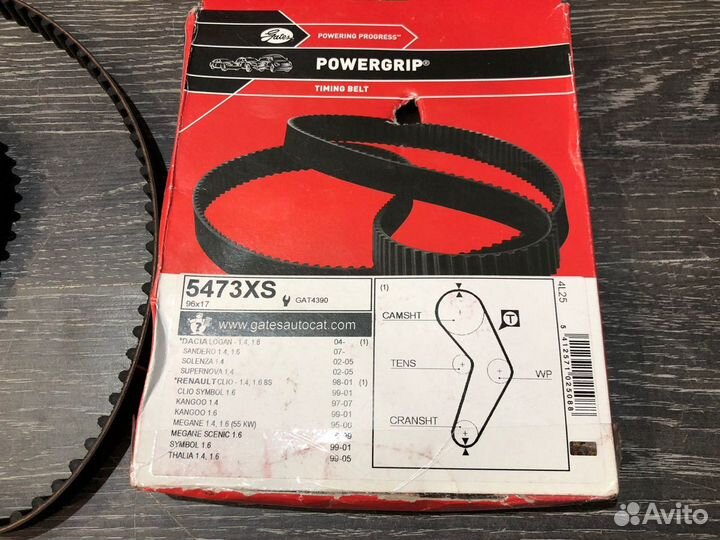 Gates
POWERING PROGRESS™
POWERGRIP®
TIMING BELT
5473XS
96x17
GAT4390
www.gatesautocat.com
*DACIA LOGAN - 1.4, 1.6 04- (1)
SANDERO 1.4, 1.6 07-
SOLENZA 1.4 02-05
SUPERNOVA 1.4 02-05
*RENAULT CLIO - 1.4, 1.6 8S 98-01 (1)
CLIO SYMBOL 1.6 99-01
KANGOO 1.4 97-07
KANGOO 1.6 99-01
MEGANE 1.4, 1.6 (55 KW) 95-00
MEGANE SCENIC 1.6
SYMBOL 1.6 99-01
THALIA 1.4, 1.6 99-05
(1)
CAMSHT
T
TENS
WP
CRANSHT
4L25
5 412571 025088
Avito